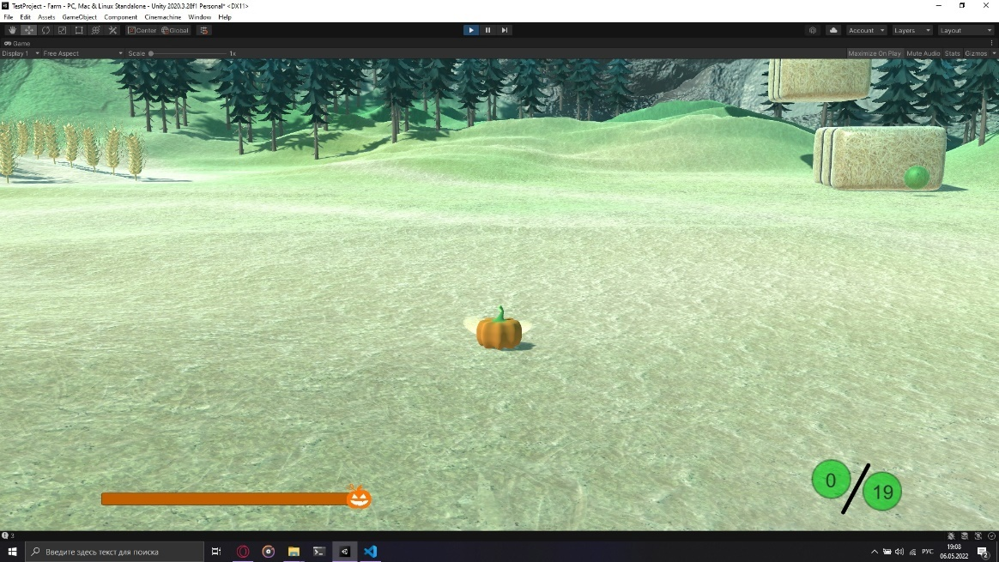 TestProject - Farm - PC, Mac & Linux Standalone - Unity 2020.3.28f1 Personal* <DX11>
File Edit Assets GameObject Component Cinemachine Window Help
Center Global Account Layers Layout
Game
Display 1 Free Aspect Scale 1x Maximize On Play Mute Audio Stats Gizmos
0
19
3
Введите здесь текст для поиска
РУС
19:08
06.05.2022
2